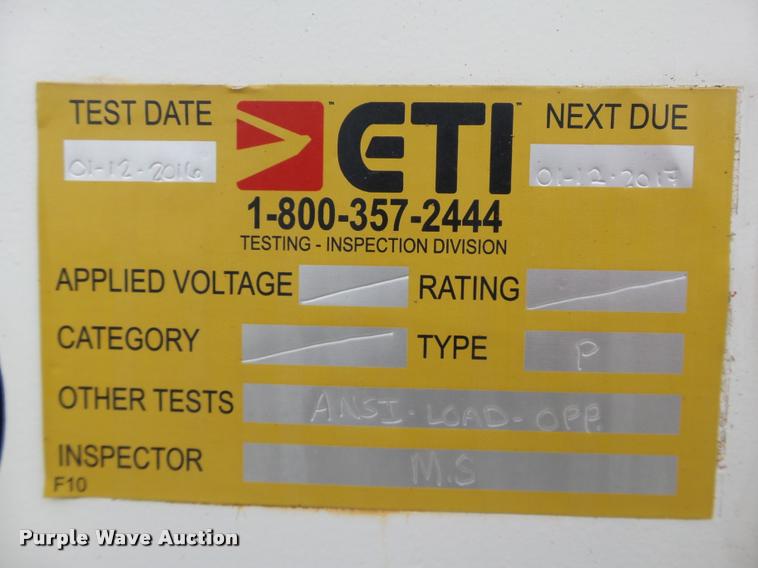 TEST DATE ETI NEXT DUE
01-12-2016 01-12-2017
1-800-357-2444
TESTING - INSPECTION DIVISION
APPLIED VOLTAGE RATING
CATEGORY TYPE P
OTHER TESTS ANSI-LOAD-OPP.
INSPECTOR M.S
F10
Purple Wave Auction